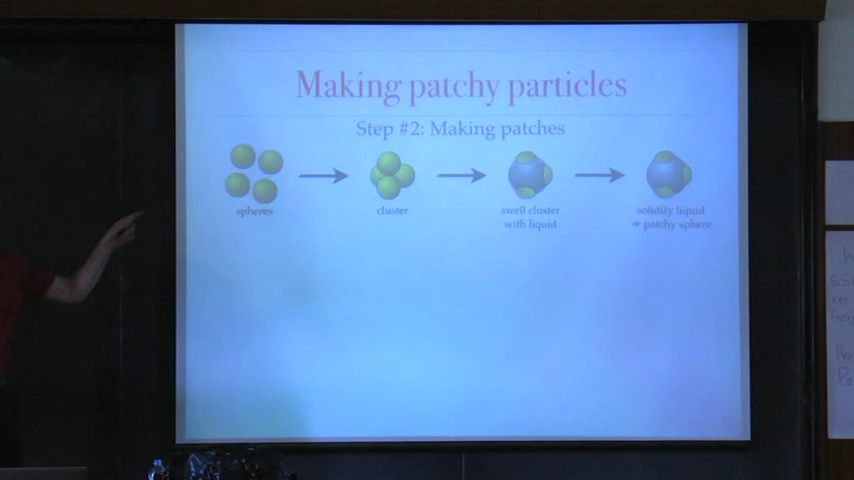 Making patchy particles
Step #2: Making patches
spheres
cluster
swell cluster
with liquid
solidify liquid
➔ patchy sphere